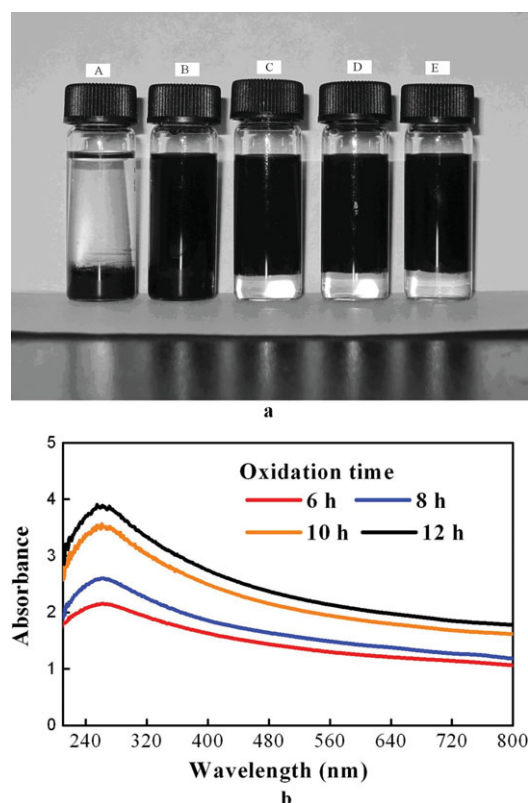 A B C D E
a
5
4
3
2
1
0
Absorbance
Oxidation time
6 h 8 h
10 h 12 h
240 320 400 480 560 640 720 800
Wavelength (nm)
b